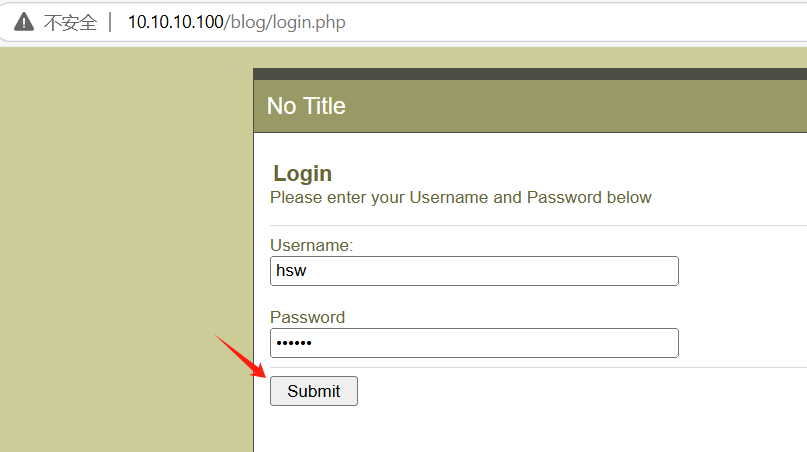 不安全 10.10.10.100/blog/login.php
No Title
Login
Please enter your Username and Password below
Username:
hsw
Password
••••••
Submit